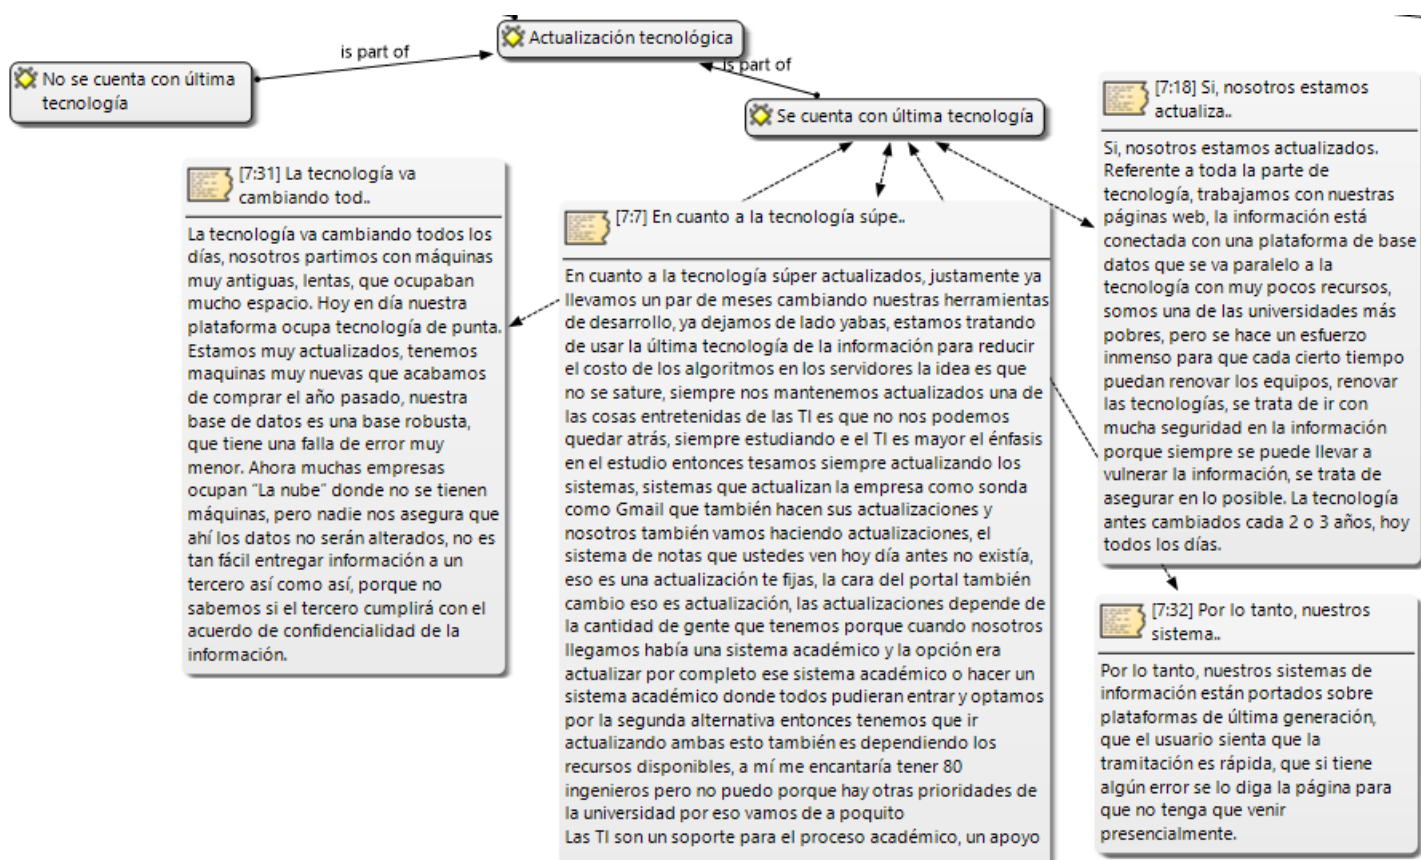 Actualización tecnológica
is part of
is part of
No se cuenta con última
tecnología
Se cuenta con última tecnología
[7:31] La tecnología va
cambiando tod..
La tecnología va cambiando todos los
días, nosotros partimos con máquinas
muy antiguas, lentas, que ocupaban
mucho espacio. Hoy en día nuestra
plataforma ocupa tecnología de punta.
Estamos muy actualizados, tenemos
maquinas muy nuevas que acabamos
de comprar el año pasado, nuestra
base de datos es una base robusta,
que tiene una falla de error muy
menor. Ahora muchas empresas
ocupan “La nube” donde no se tienen
máquinas, pero nadie nos asegura que
ahí los datos no serán alterados, no es
tan fácil entregar información a un
tercero así como así, porque no
sabemos si el tercero cumplirá con el
acuerdo de confidencialidad de la
información.
[7:7] En cuanto a la tecnología súpe..
En cuanto a la tecnología súper actualizados, justamente ya
llevamos un par de meses cambiando nuestras herramientas
de desarrollo, ya dejamos de lado yabas, estamos tratando
de usar la última tecnología de la información para reducir
el costo de los algoritmos en los servidores la idea es que
no se sature, siempre nos mantenemos actualizados una de
las cosas entretenidas de las TI es que no nos podemos
quedar atrás, siempre estudiando e el TI es mayor el énfasis
en el estudio entonces tesamos siempre actualizando los
sistemas, sistemas que actualizan la empresa como sonda
como Gmail que también hacen sus actualizaciones y
nosotros también vamos haciendo actualizaciones, el
sistema de notas que ustedes ven hoy día antes no existía,
eso es una actualización te fijas, la cara del portal también
cambio eso es actualización, las actualizaciones depende de
la cantidad de gente que tenemos porque cuando nosotros
llegamos había una sistema académico y la opción era
actualizar por completo ese sistema académico o hacer un
sistema académico donde todos pudieran entrar y optamos
por la segunda alternativa entonces tenemos que ir
actualizando ambas esto también es dependiendo los
recursos disponibles, a mí me encantaría tener 80
ingenieros pero no puedo porque hay otras prioridades de
la universidad por eso vamos de a poquito
Las TI son un soporte para el proceso académico, un apoyo
[7:18] Si, nosotros estamos
actualiza..
Si, nosotros estamos actualizados.
Referente a toda la parte de
tecnología, trabajamos con nuestras
páginas web, la información está
conectada con una plataforma de base
datos que se va paralelo a la
tecnología con muy pocos recursos,
somos una de las universidades más
pobres, pero se hace un esfuerzo
inmenso para que cada cierto tiempo
puedan renovar los equipos, renovar
las tecnologías, se trata de ir con
mucha seguridad en la información
porque siempre se puede llevar a
vulnerar la información, se trata de
asegurar en lo posible. La tecnología
antes cambiados cada 2 o 3 años, hoy
todos los días.
[7:32] Por lo tanto, nuestros
sistema..
Por lo tanto, nuestros sistemas de
información están portados sobre
plataformas de última generación,
que el usuario sienta que la
tramitación es rápida, que si tiene
algún error se lo diga la página para
que no tenga que venir
presencialmente.